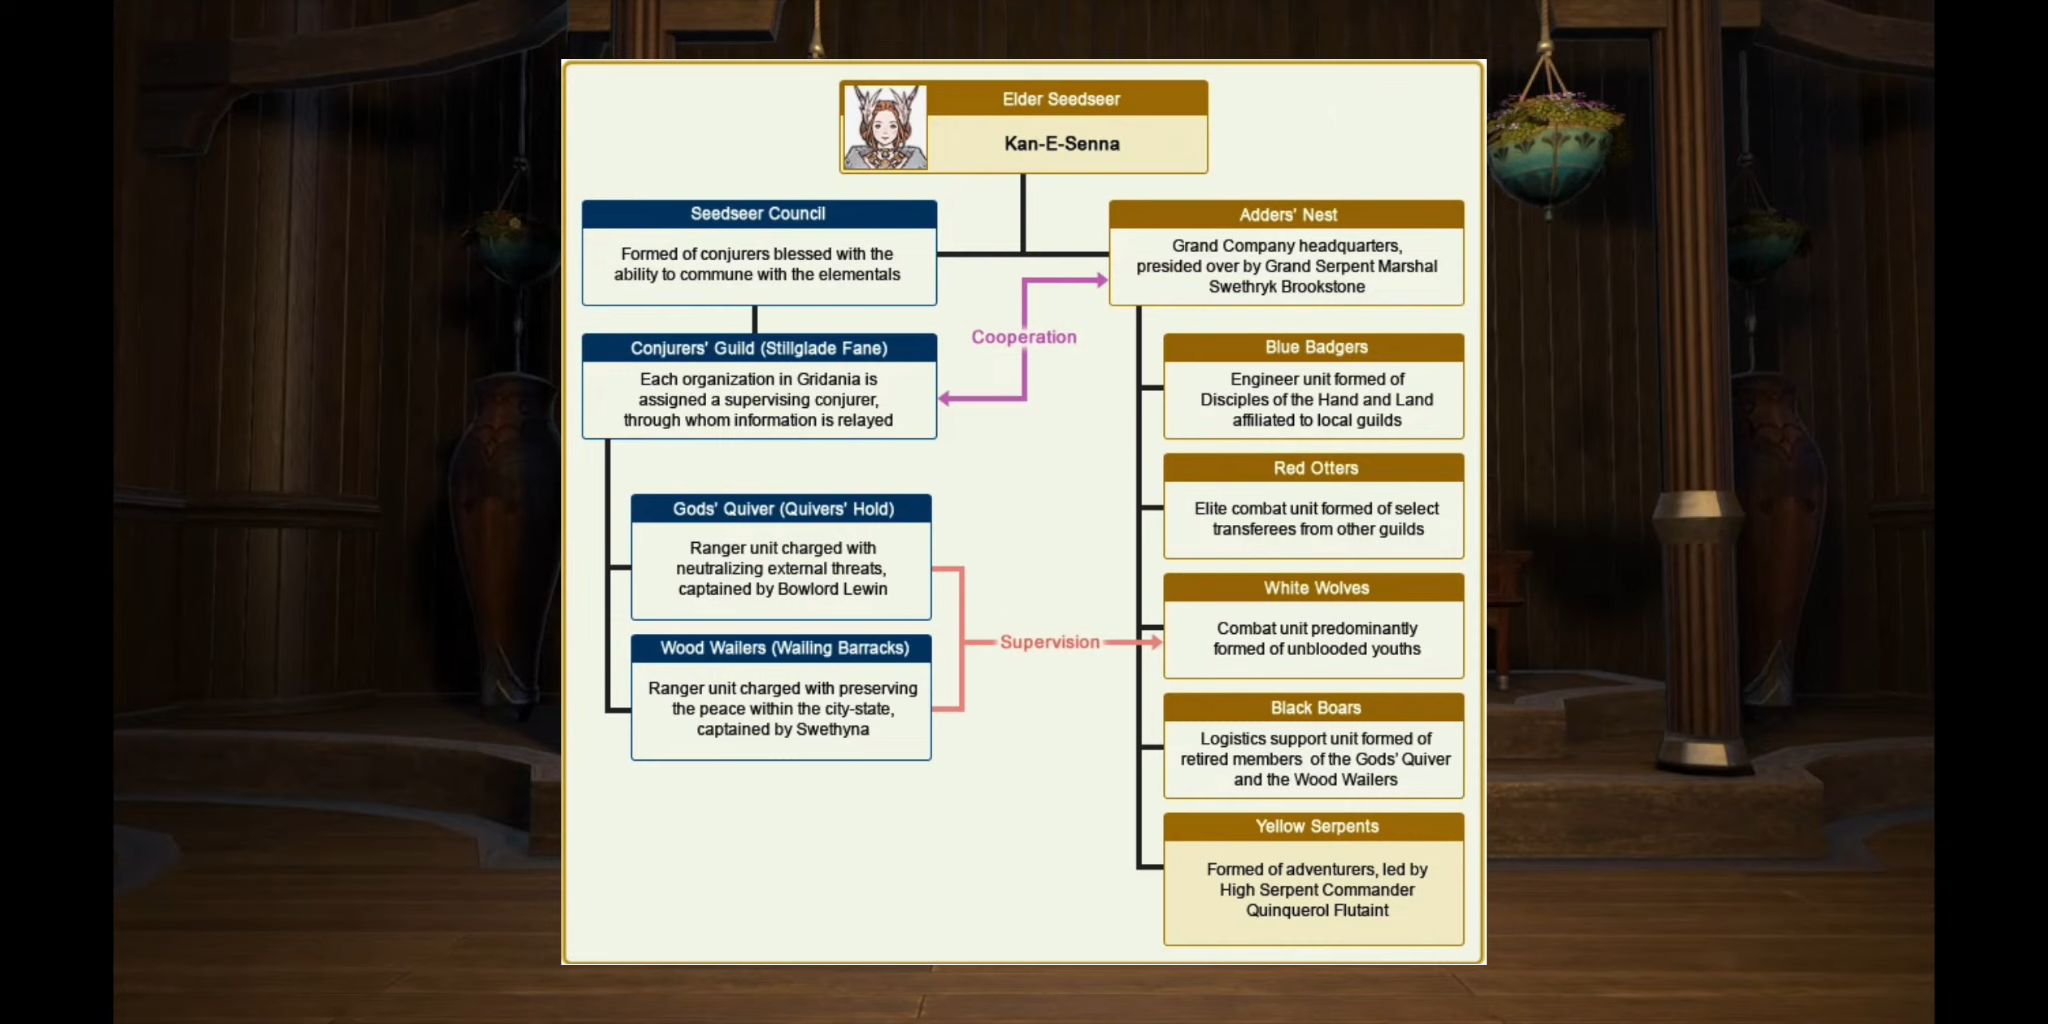 Elder Seedseer
Kan-E-Senna
Seedseer Council
Formed of conjurers blessed with the
ability to commune with the elementals
Adders' Nest
Grand Company headquarters,
presided over by Grand Serpent Marshal
Swethryk Brookstone
Cooperation
Conjurers' Guild (Stillglade Fane)
Each organization in Gridania is
assigned a supervising conjurer,
through whom information is relayed
Blue Badgers
Engineer unit formed of
Disciples of the Hand and Land
affiliated to local guilds
Red Otters
Elite combat unit formed of select
transferees from other guilds
Gods' Quiver (Quivers' Hold)
Ranger unit charged with
neutralizing external threats,
captained by Bowlord Lewin
Wood Wailers (Wailing Barracks)
Ranger unit charged with preserving
the peace within the city-state,
captained by Swethyna
Supervision
White Wolves
Combat unit predominantly
formed of unblooded youths
Black Boars
Logistics support unit formed of
retired members of the Gods' Quiver
and the Wood Wailers
Yellow Serpents
Formed of adventurers, led by
High Serpent Commander
Quinquerol Flutaint